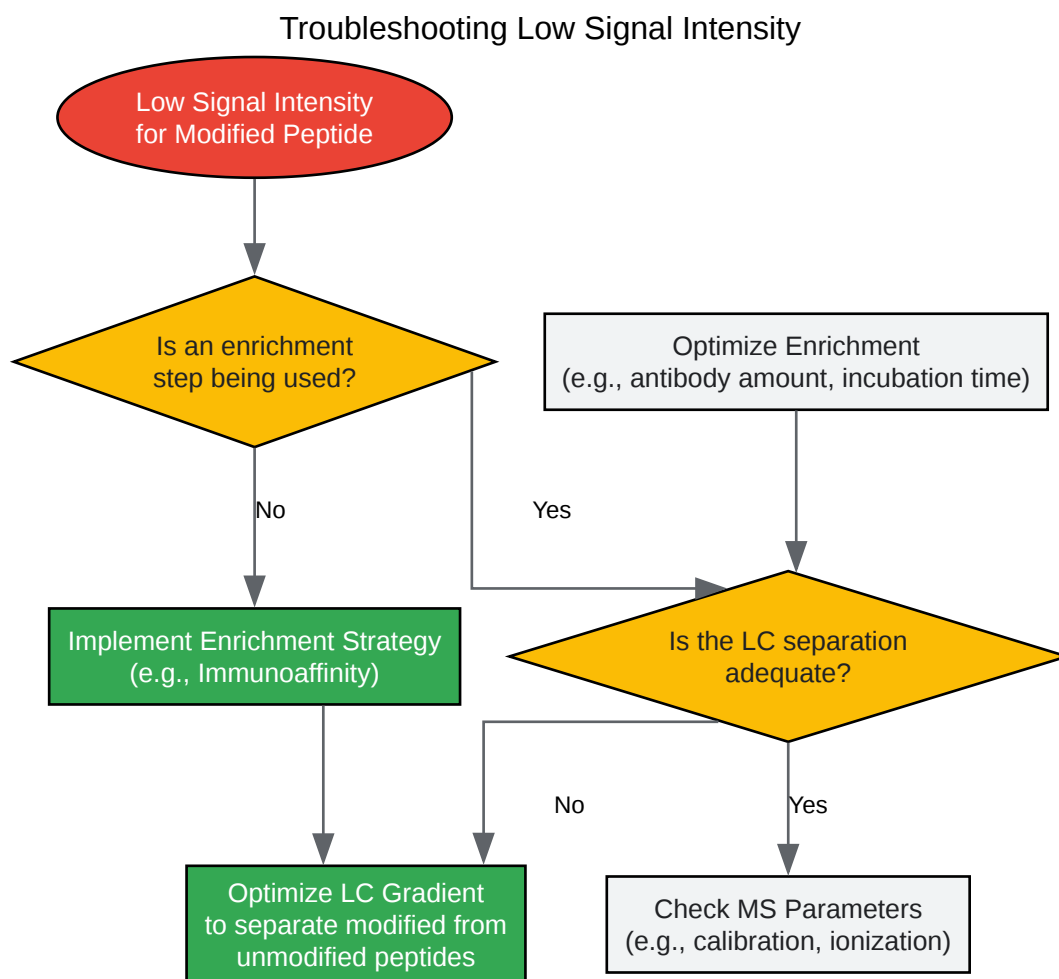 Troubleshooting Low Signal Intensity
Low Signal Intensity
for Modified Peptide
Is an enrichment
step being used?
Optimize Enrichment
(e.g., antibody amount, incubation time)
No
Yes
Implement Enrichment Strategy
(e.g., Immunoaffinity)
Is the LC separation
adequate?
No
Yes
Optimize LC Gradient
to separate modified from
unmodified peptides
Check MS Parameters
(e.g., calibration, ionization)